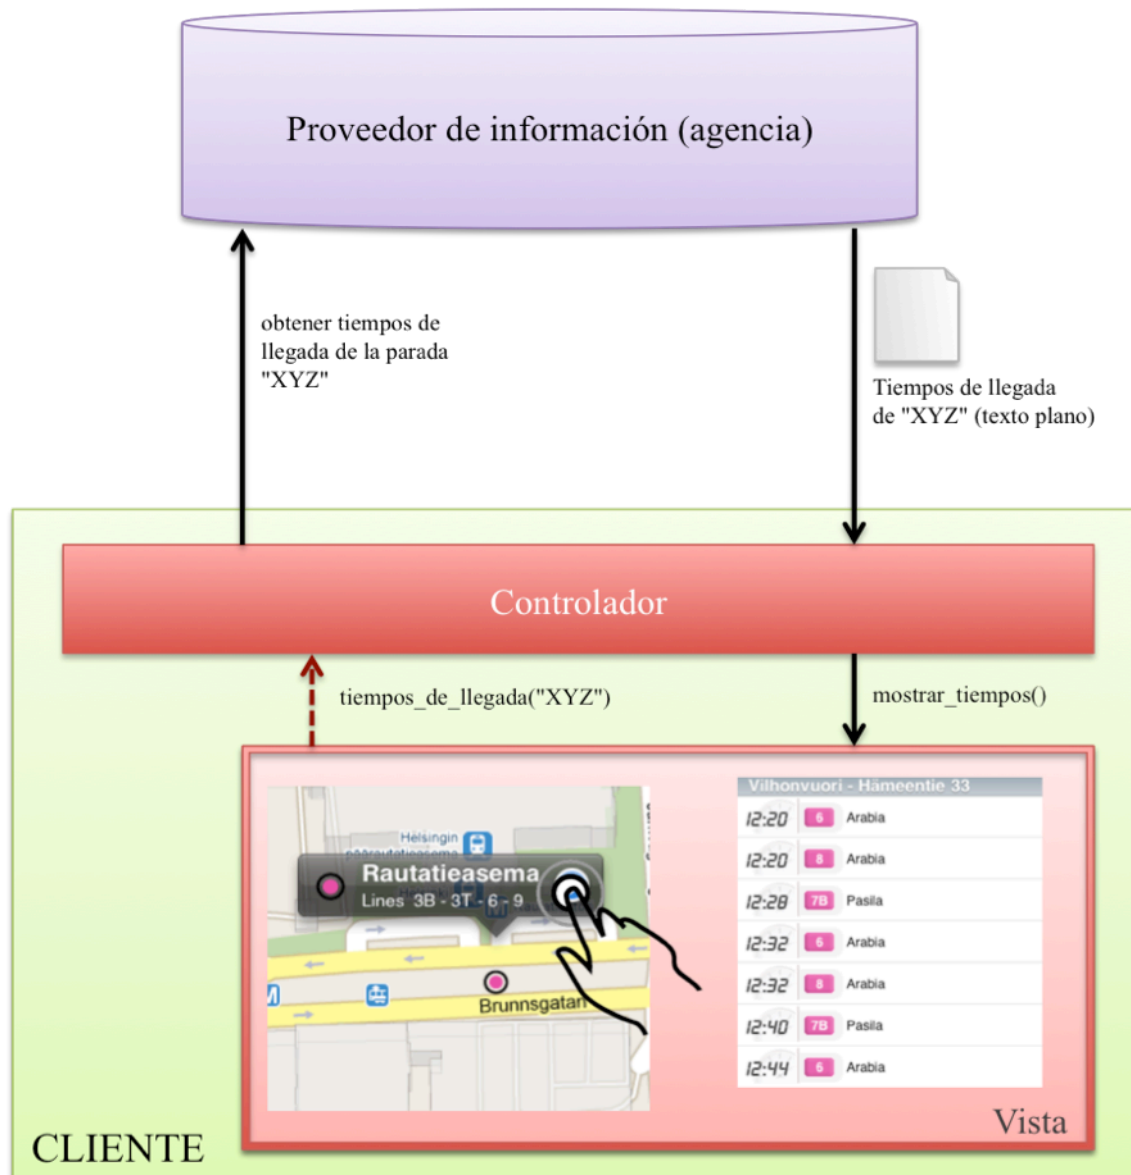 Proveedor de información (agencia)
obtener tiempos de
llegada de la parada
"XYZ"
Tiempos de llegada
de "XYZ" (texto plano)
Controlador
tiempos_de_llegada("XYZ")
mostrar_tiempos()
Helsingin
päärautatieasema
Rautatieasema
Lines 3B - 3T - 6 - 9
Brunnsgatan
Vilhonvuori - Hämeentie 33
12:20 6 Arabia
12:20 8 Arabia
12:28 7B Pasila
12:32 6 Arabia
12:32 8 Arabia
12:40 7B Pasila
12:44 6 Arabia
Vista
CLIENTE